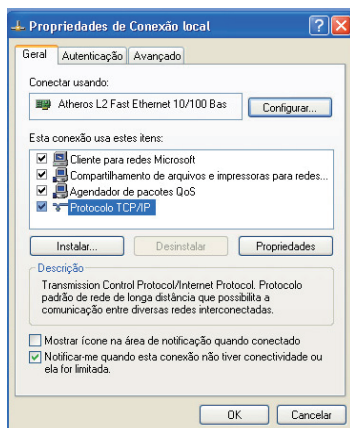 Propriedades de Conexão local
Geral Autenticação Avançado
Conectar usando:
Atheros L2 Fast Ethernet 10/100 Bas Configurar...
Esta conexão usa estes itens:
Cliente para redes Microsoft
Compartilhamento de arquivos e impressoras para redes...
Agendador de pacotes QoS
Protocolo TCP/IP
Instalar... Desinstalar Propriedades
Descrição
Transmission Control Protocol/Internet Protocol. Protocolo
padrão de rede de longa distância que possibilita a
comunicação entre diversas redes interconectadas.
Mostrar ícone na área de notificação quando conectado
Notificar-me quando esta conexão não tiver conectividade ou
ela for limitada.
OK Cancelar